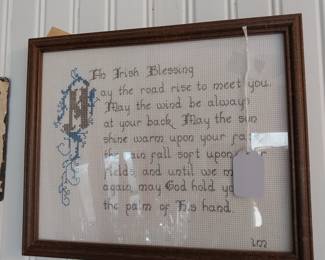 An Irish Blessing
May the road rise to meet you.
May the wind be always
at your back. May the sun
shine warm upon your
rain fall soft upon
fields, and until we
again, may God hold
the palm of His hand.